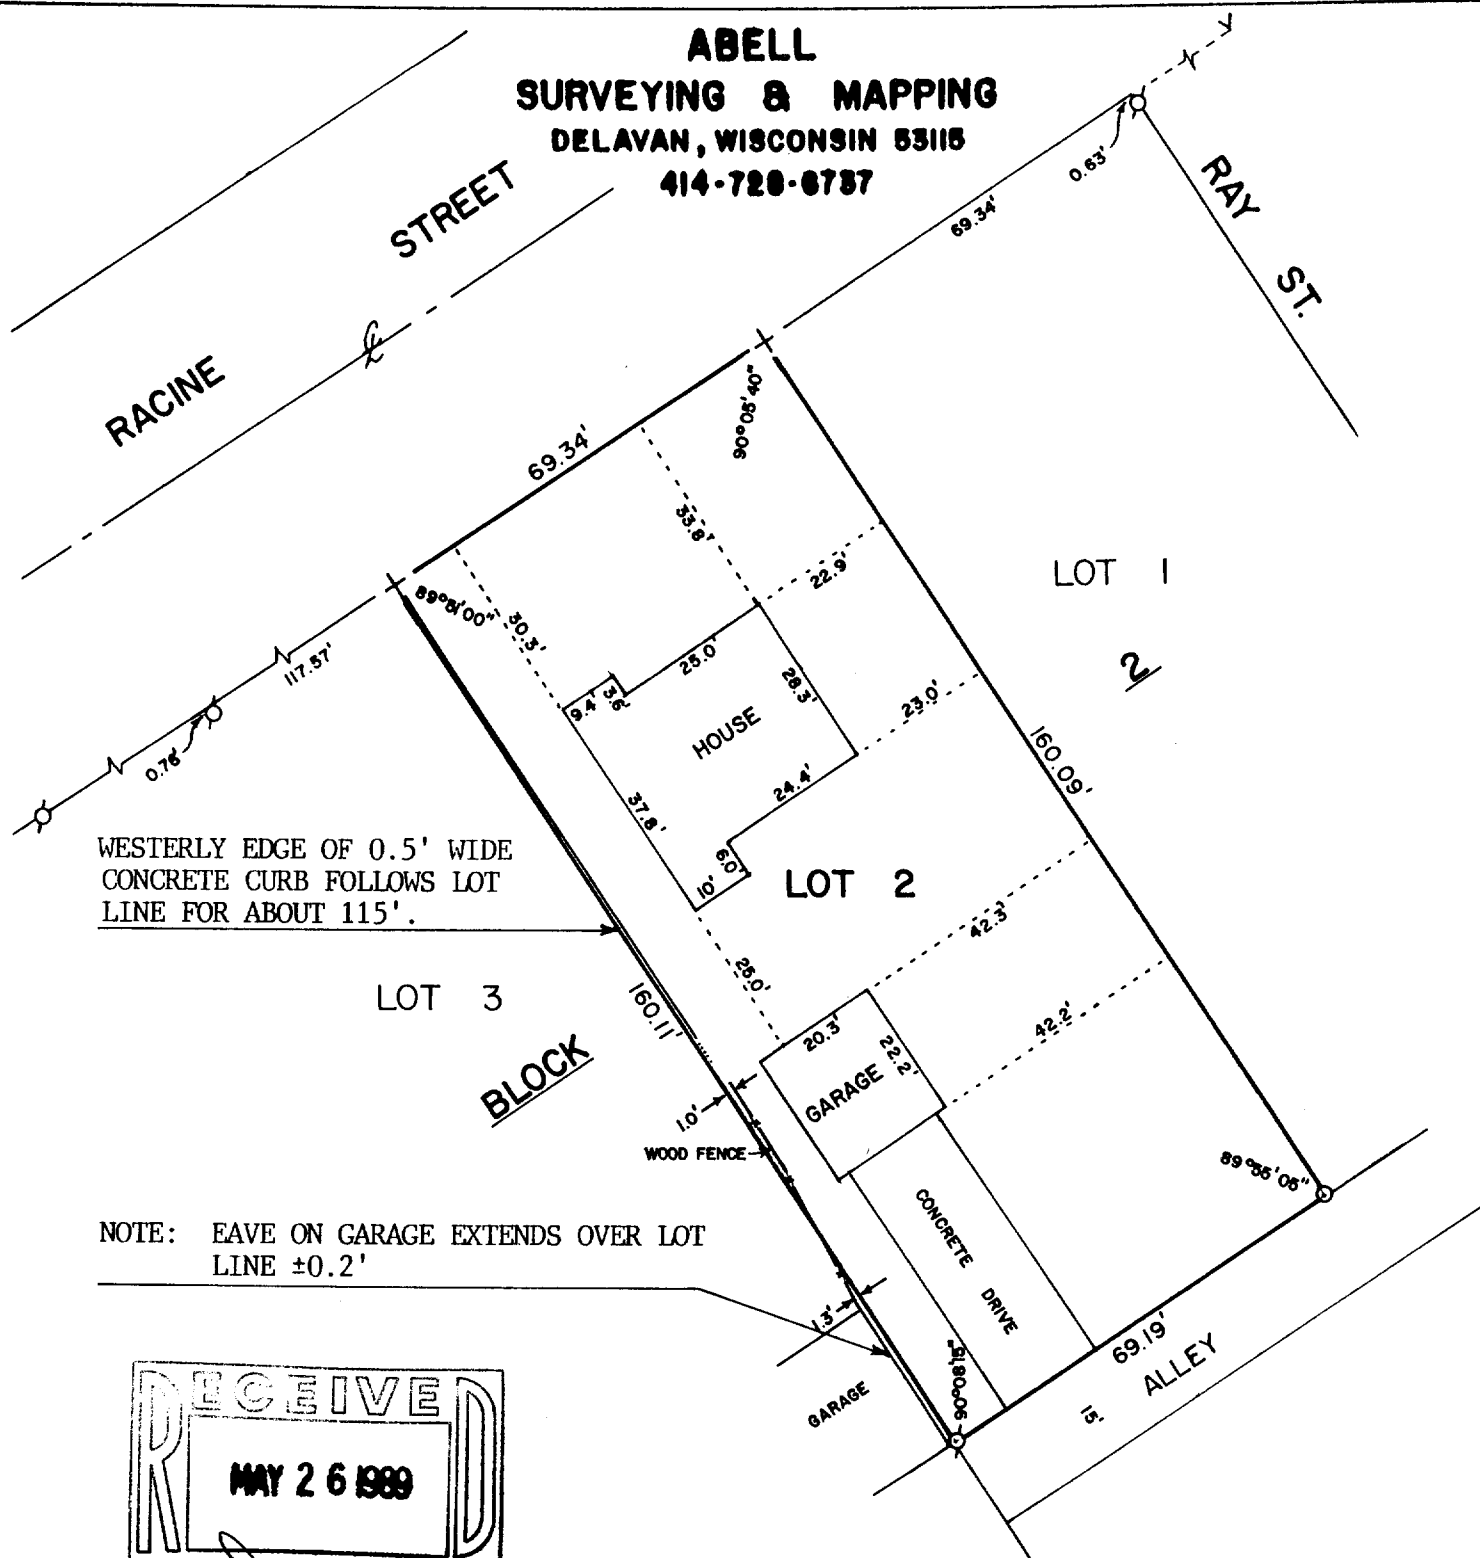 ABELL
SURVEYING & MAPPING
DELAVAN, WISCONSIN 53115
414-728-6737
RACINE STREET
RAY ST.
0.63'
69.34'
69.34'
90°05'40"
33.8'
22.9'
LOT 1
89°51'00"
30.3'
117.57'
0.76'
9.4'
3.6'
25.0'
28.3'
HOUSE
23.0'
2
160.09'
37.8'
24.4'
6.0'
10'
LOT 2
WESTERLY EDGE OF 0.5' WIDE
CONCRETE CURB FOLLOWS LOT
LINE FOR ABOUT 115'.
42.3'
25.0'
LOT 3
160.11'
BLOCK
20.3'
22.2'
GARAGE
42.2'
1.0'
WOOD FENCE
89°55'05"
CONCRETE DRIVE
NOTE: EAVE ON GARAGE EXTENDS OVER LOT
LINE ±0.2'
1.3'
90°08'15"
69.19'
ALLEY
15'
GARAGE
RECEIVED
MAY 26 1989